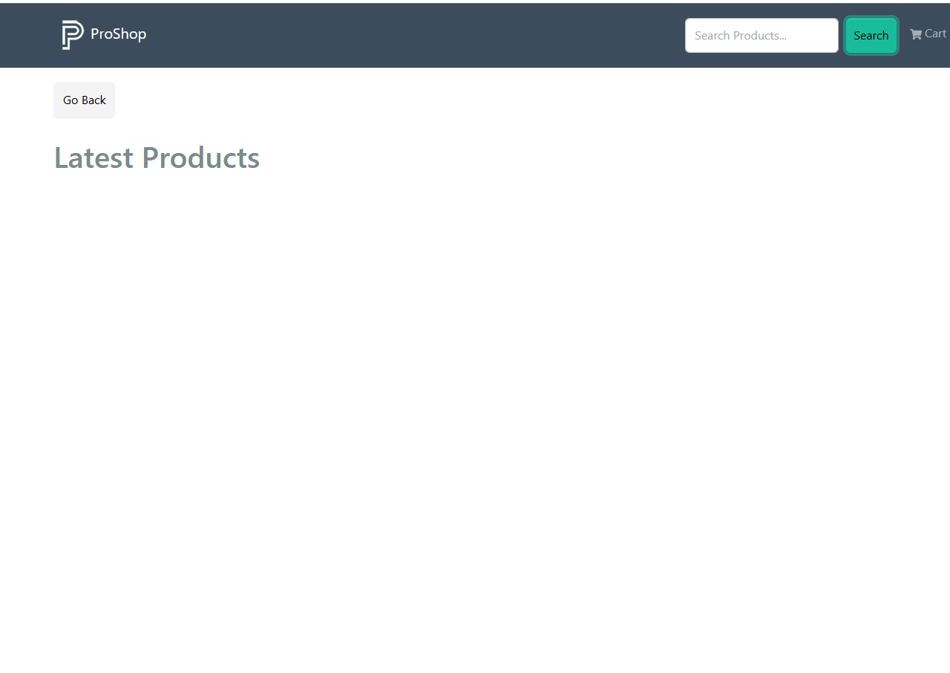 ProShop
Search Products...
Search
Cart
Go Back
Latest Products